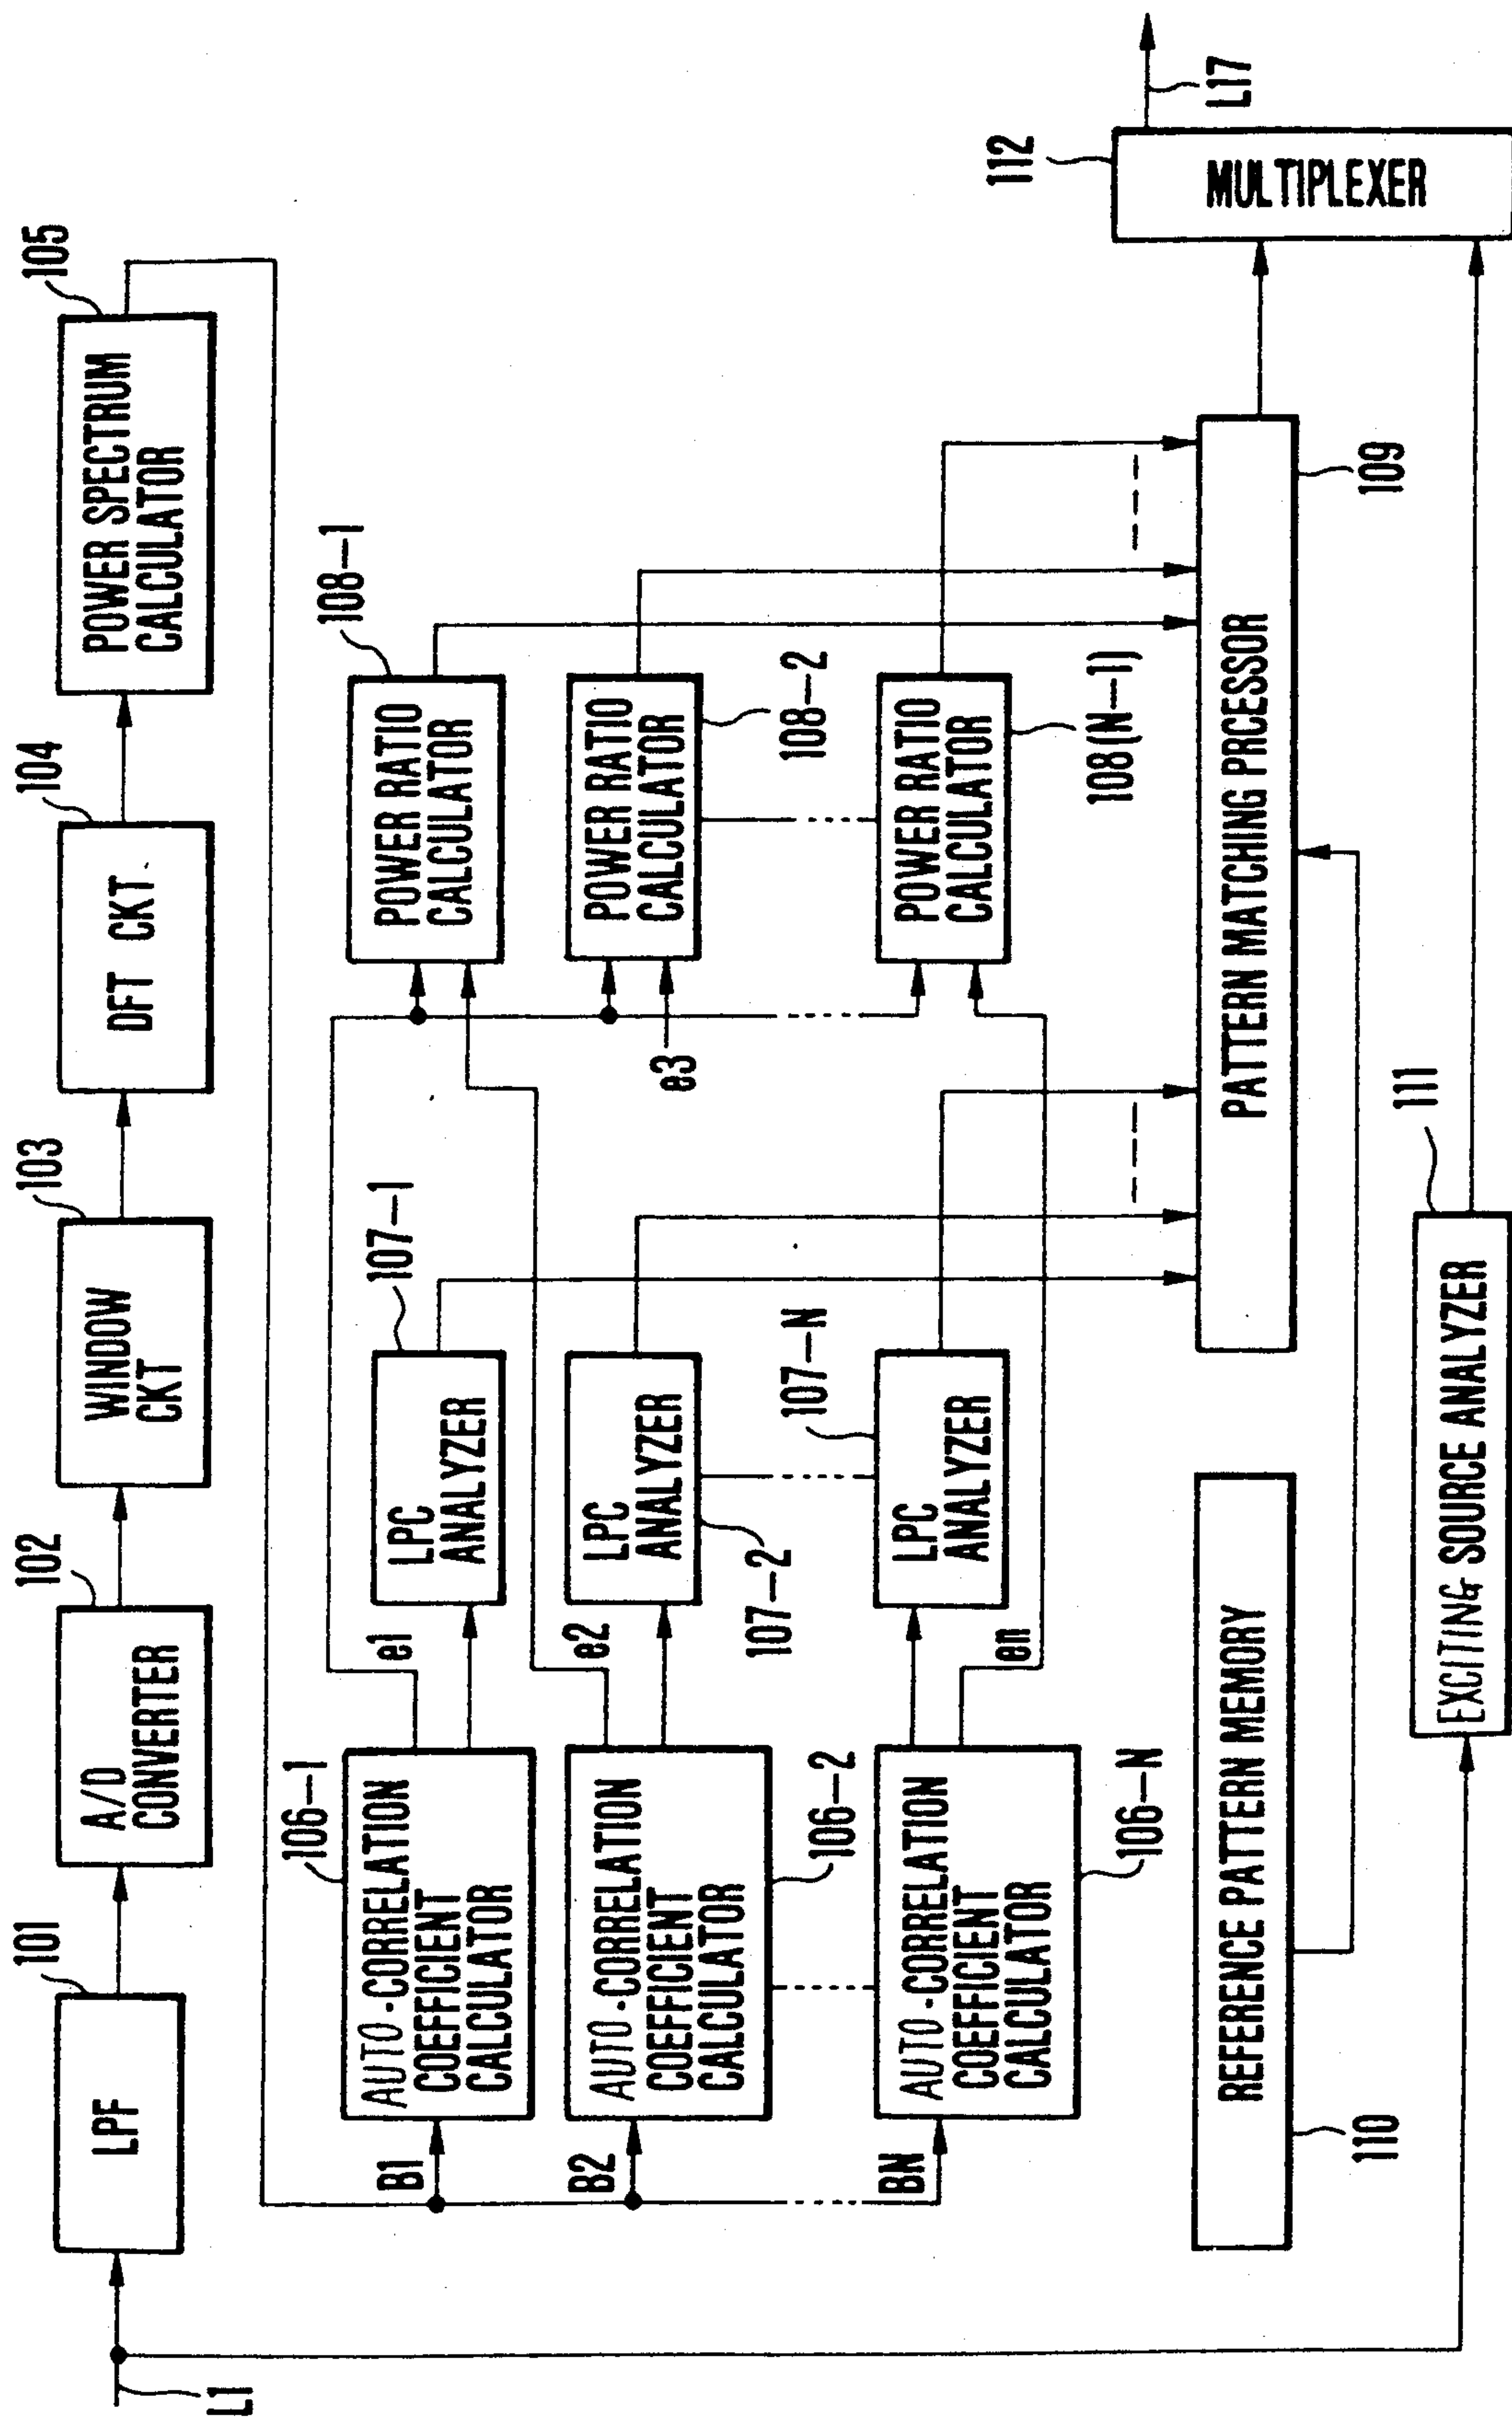 L1
101
LPF
102
A/D
CONVERTER
103
WINDOW
CKT
104
DFT CKT
105
POWER SPECTRUM
CALCULATOR
B1
106-1
AUTO-CORRELATION
COEFFICIENT
CALCULATOR
e1
107-1
LPC
ANALYZER
108-1
POWER RATIO
CALCULATOR
B2
AUTO-CORRELATION
COEFFICIENT
CALCULATOR
106-2
e2
LPC
ANALYZER
107-2
e3
POWER RATIO
CALCULATOR
108-2
BN
AUTO-CORRELATION
COEFFICIENT
CALCULATOR
106-N
en
107-N
LPC
ANALYZER
POWER RATIO
CALCULATOR
108(N-1)
REFERENCE PATTERN MEMORY
110
PATTERN MATCHING PRCESSOR
109
111
EXCITING SOURCE ANALYZER
112
MULTIPLEXER
L17